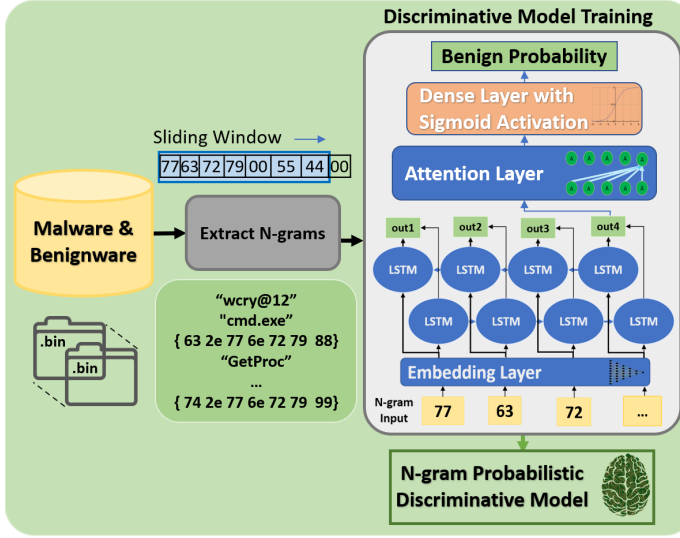 Discriminative Model Training
Benign Probability
Dense Layer with
Sigmoid Activation
Sliding Window
77 63 72 79 00 55 44 00
Attention Layer
A A A A A
A A A A A
Malware &
Benignware
Extract N-grams
out1 out2 out3 out4
LSTM LSTM LSTM LSTM
LSTM LSTM LSTM LSTM
.bin
.bin
“wcry@12”
"cmd.exe”
{ 63 2e 77 6e 72 79 88}
“GetProc”
...
{ 74 2e 77 6e 72 79 99}
Embedding Layer
N-gram
Input
77 63 72 ...
N-gram Probabilistic
Discriminative Model